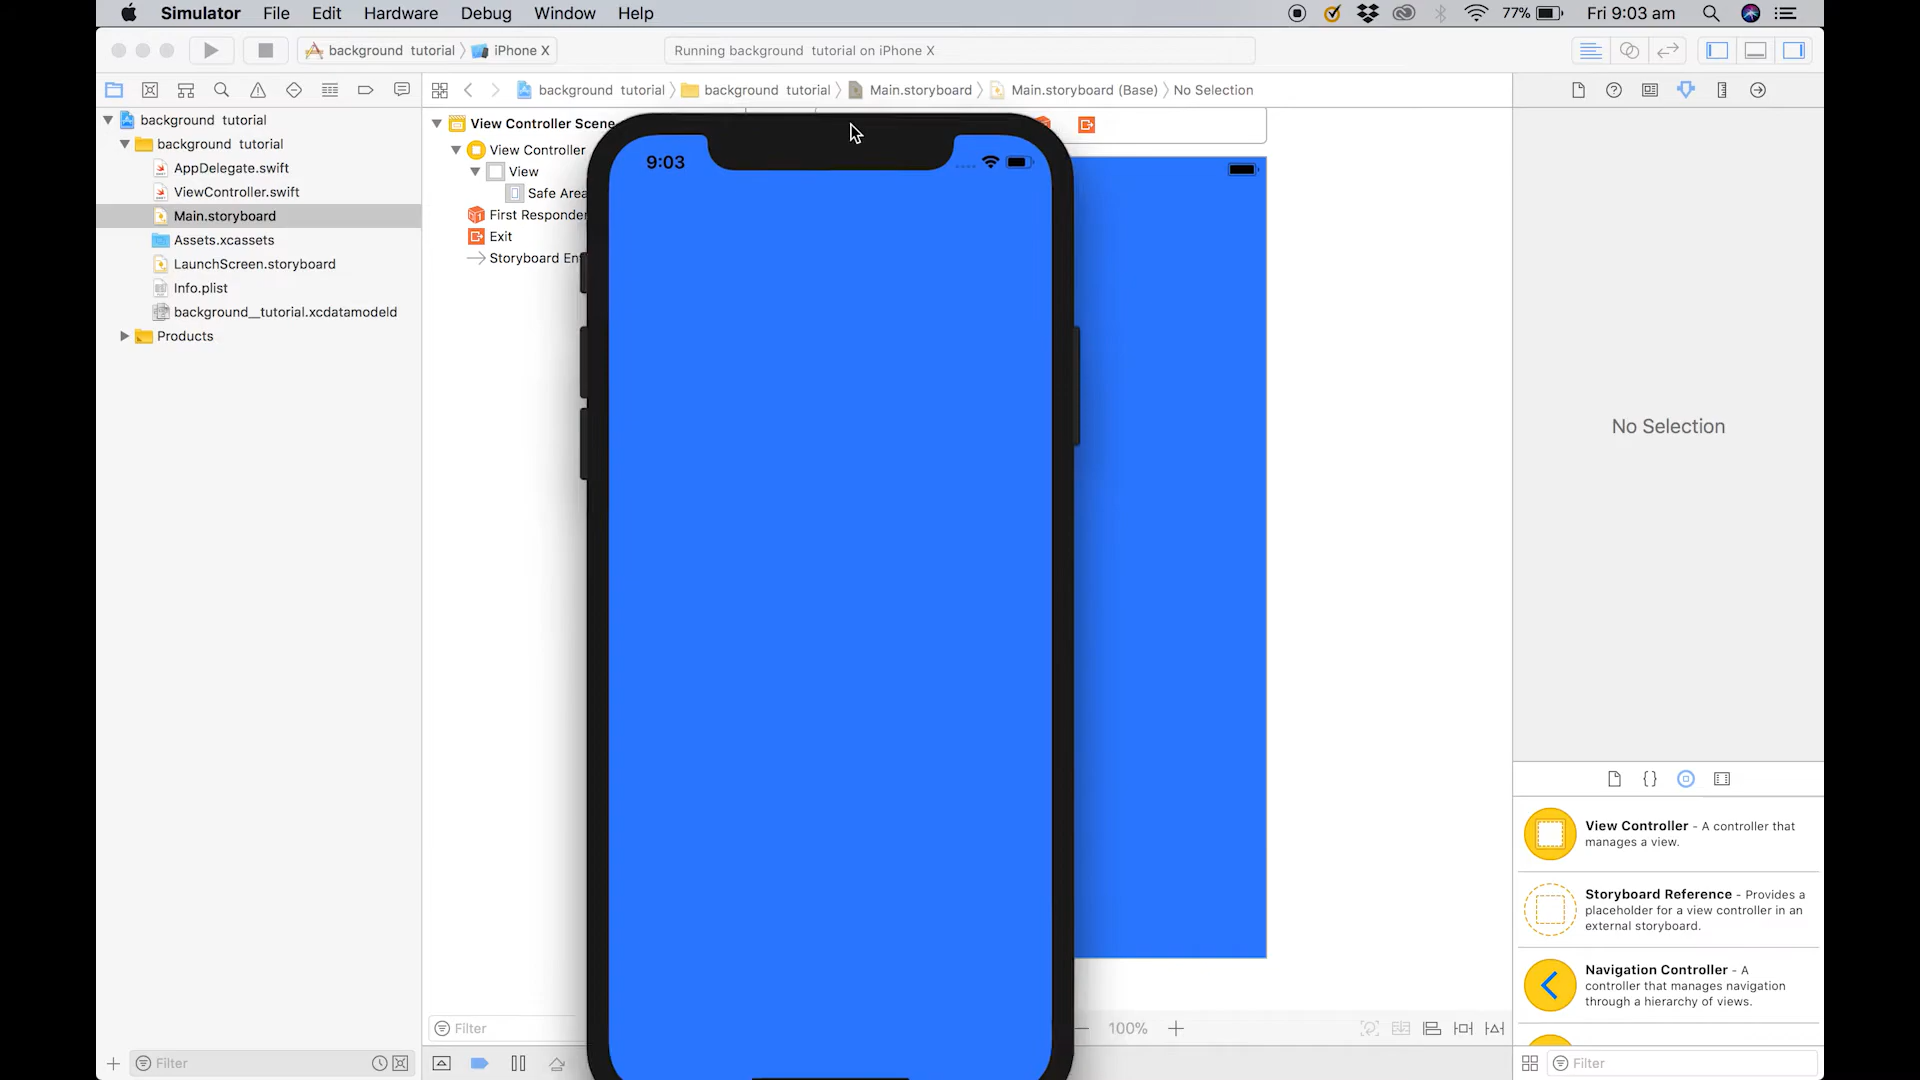 Simulator File Edit Hardware Debug Window Help 77% Fri 9:03 am
background tutorial iPhone X Running background tutorial on iPhone X
background tutorial background tutorial Main.storyboard Main.storyboard (Base) No Selection
background tutorial
background tutorial
AppDelegate.swift
ViewController.swift
Main.storyboard
Assets.xcassets
LaunchScreen.storyboard
Info.plist
background__tutorial.xcdatamodeld
Products
Filter
View Controller Scene
View Controller
View
Safe Area
First Responder
Exit
Storyboard En
Filter
9:03
100%
No Selection
{}
View Controller - A controller that
manages a view.
Storyboard Reference - Provides a
placeholder for a view controller in an
external storyboard.
Navigation Controller - A
controller that manages navigation
through a hierarchy of views.
Filter